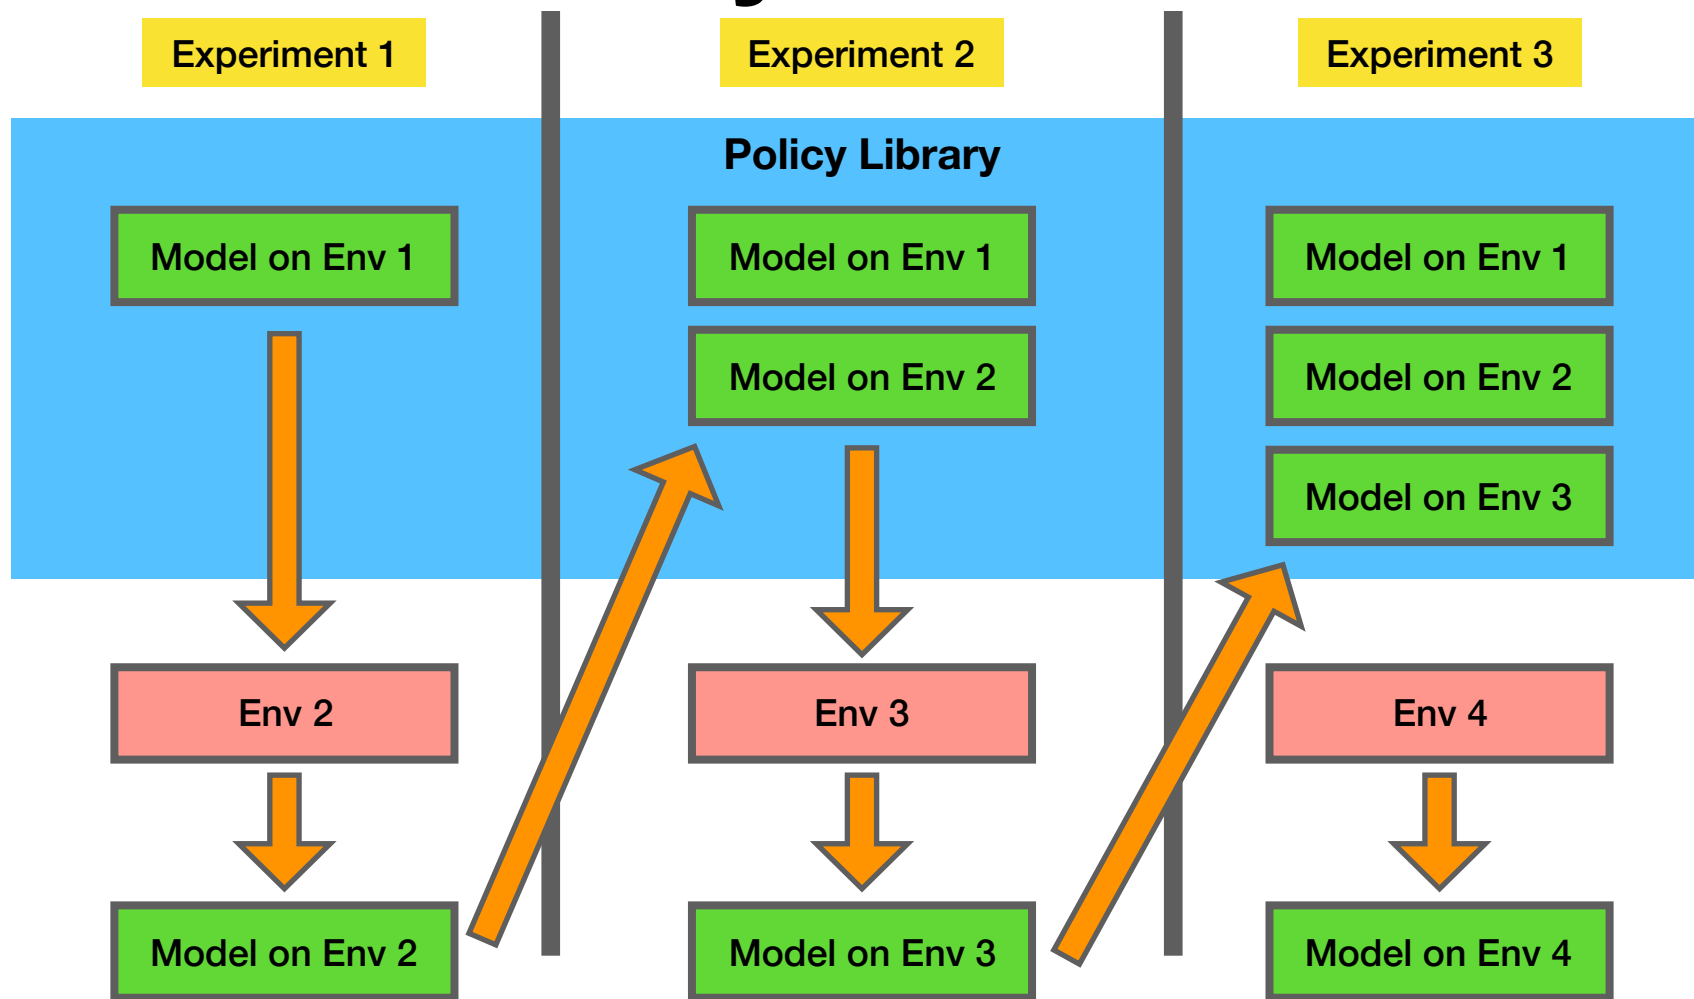 Experiment 1
Experiment 2
Experiment 3
Policy Library
Model on Env 1
Model on Env 1
Model on Env 1
Model on Env 2
Model on Env 2
Model on Env 3
Env 2
Env 3
Env 4
Model on Env 2
Model on Env 3
Model on Env 4